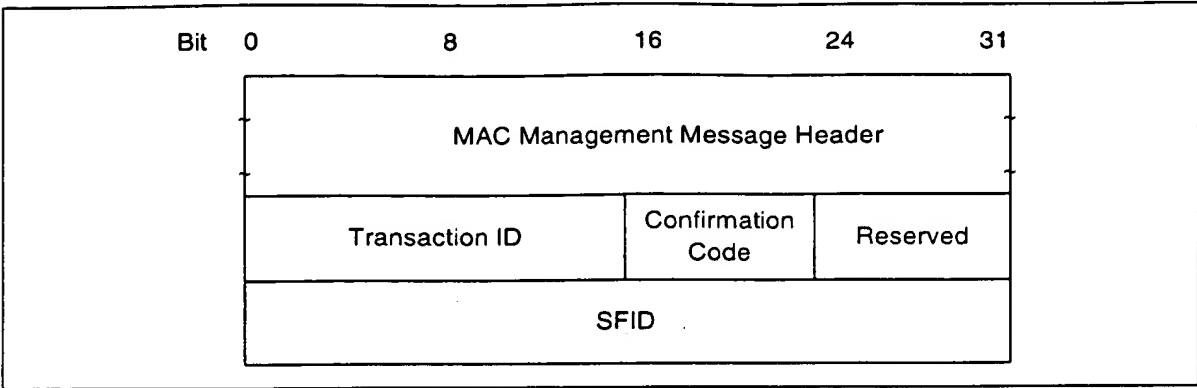 Bit 0 8 16 24 31
MAC Management Message Header
Transaction ID Confirmation Code Reserved
SFID